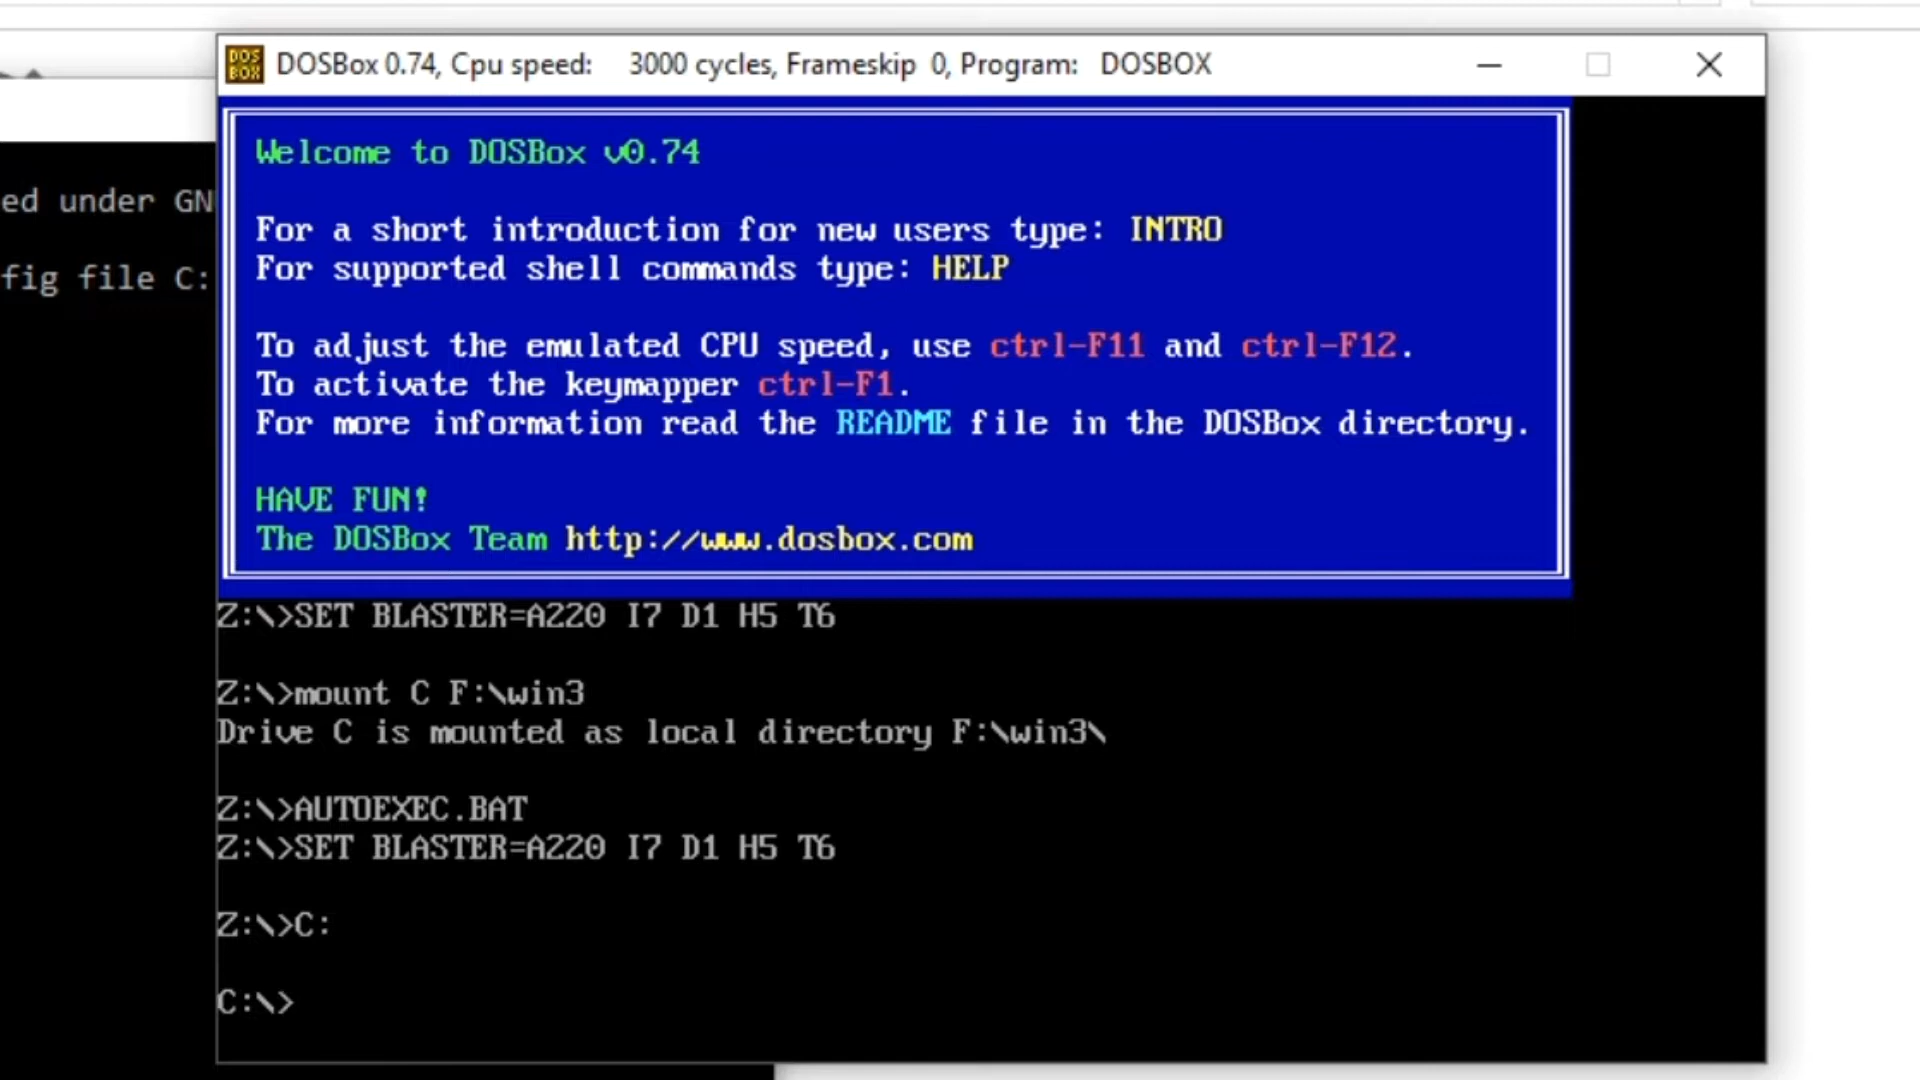 DOS BOX
DOSBox 0.74, Cpu speed: 3000 cycles, Frameskip 0, Program: DOSBOX
Welcome to DOSBox v0.74
For a short introduction for new users type: INTRO
For supported shell commands type: HELP
To adjust the emulated CPU speed, use ctrl-F11 and ctrl-F12.
To activate the keymapper ctrl-F1.
For more information read the README file in the DOSBox directory.
HAVE FUN!
The DOSBox Team http://www.dosbox.com
Z:\>SET BLASTER=A220 I7 D1 H5 T6
Z:\>mount C F:\win3
Drive C is mounted as local directory F:\win3\
Z:\>AUTOEXEC.BAT
Z:\>SET BLASTER=A220 I7 D1 H5 T6
Z:\>C:
C:\>
ed under GN
fig file C: